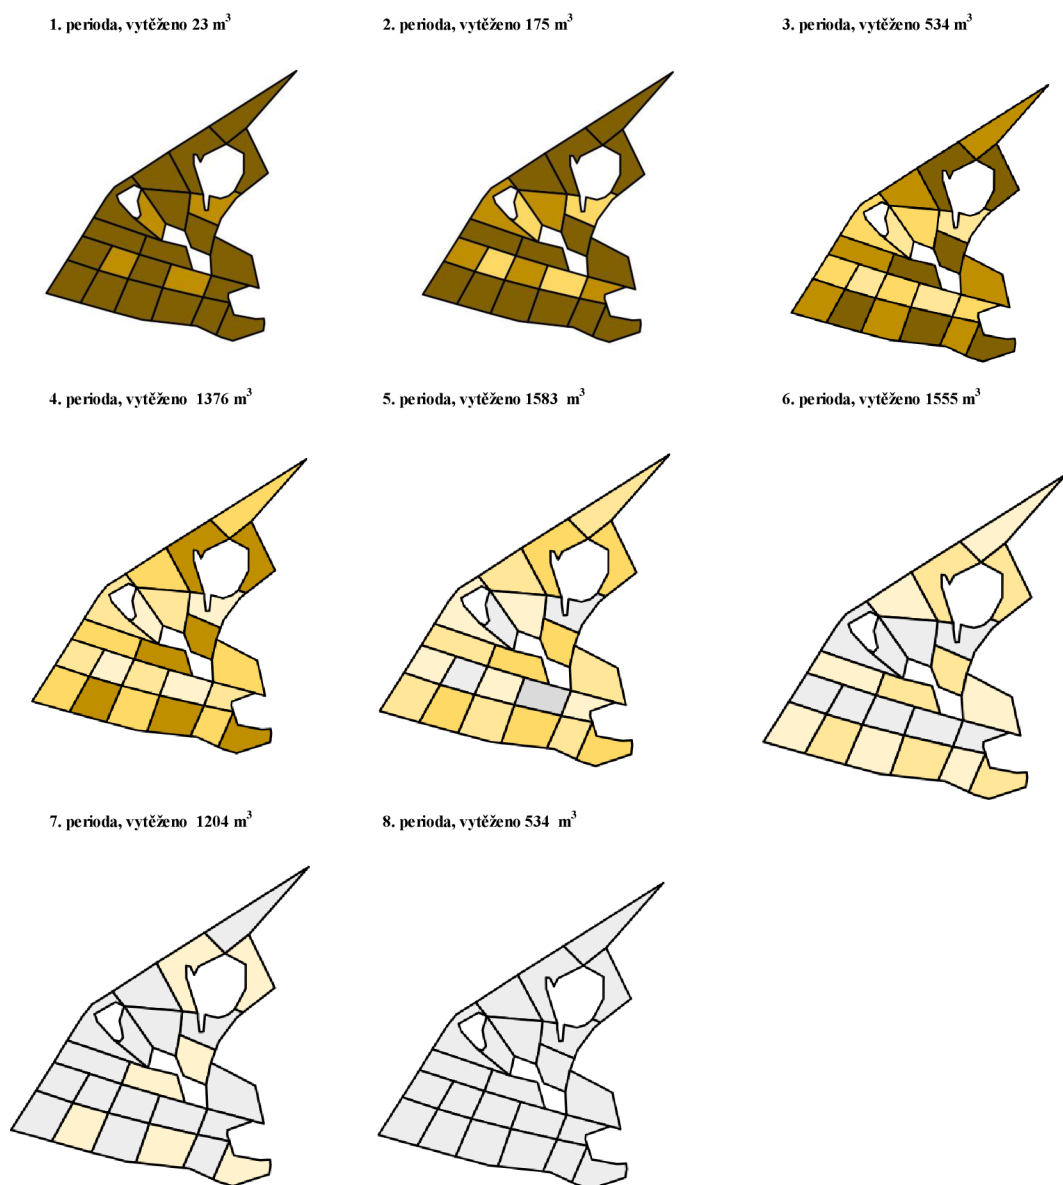 1. perioda, vytěženo 23 m³
2. perioda, vytěženo 175 m³
3. perioda, vytěženo 534 m³
4. perioda, vytěženo 1376 m³
5. perioda, vytěženo 1583 m³
6. perioda, vytěženo 1555 m³
7. perioda, vytěženo 1204 m³
8. perioda, vytěženo 534 m³